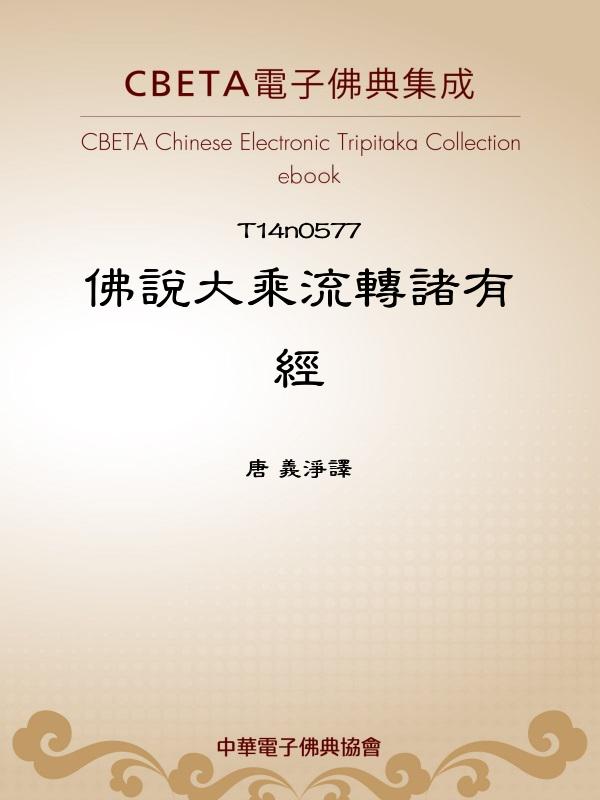 CBETA電子佛典集成
CBETA Chinese Electronic Tripitaka Collection
ebook
T14n0577
佛說大乘流轉諸有
經
唐 義淨譯
中華電子佛典協會